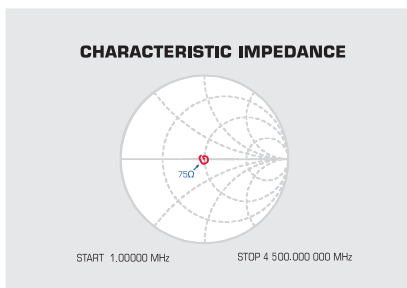 CHARACTERISTIC IMPEDANCE
75Ω
START 1.00000 MHz
STOP 4 500.000 000 MHz